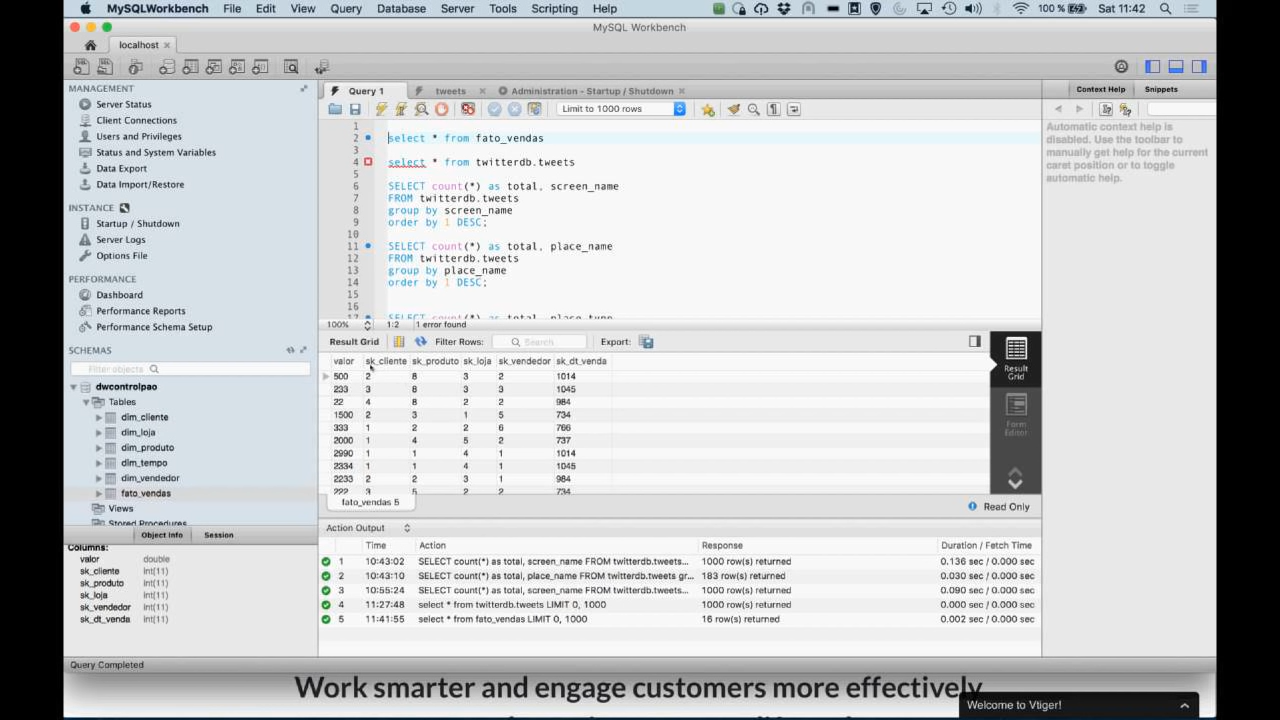 MySQLWorkbench File Edit View Query Database Server Tools Scripting Help 100 % Sat 11:42
MySQL Workbench
localhost
MANAGEMENT
Server Status
Client Connections
Users and Privileges
Status and System Variables
Data Export
Data Import/Restore
INSTANCE
Startup / Shutdown
Server Logs
Options File
PERFORMANCE
Dashboard
Performance Reports
Performance Schema Setup
SCHEMAS
Filter objects
dwcontrolpao
Tables
dim_cliente
dim_loja
dim_produto
dim_tempo
dim_vendedor
fato_vendas
Views
Stored Procedures
Object Info Session
Columns:
valor double
sk_cliente int(11)
sk_produto int(11)
sk_loja int(11)
sk_vendedor int(11)
sk_dt_venda int(11)
Query Completed
Query 1 tweets Administration - Startup / Shutdown
Limit to 1000 rows
1
2 select * from fato_vendas
3
4 select * from twitterdb.tweets
5
6 SELECT count(*) as total, screen_name
7 FROM twitterdb.tweets
8 group by screen_name
9 order by 1 DESC;
10
11 SELECT count(*) as total, place_name
12 FROM twitterdb.tweets
13 group by place_name
14 order by 1 DESC;
15
16
17 SELECT count(*) as total, place_type
100% 1:2 1 error found
Result Grid Filter Rows: Search Export:
valor sk_cliente sk_produto sk_loja sk_vendedor sk_dt_venda
500 2 8 3 2 1014
233 3 8 3 3 1045
22 4 8 2 2 984
1500 2 3 1 5 734
333 1 2 2 6 766
2000 1 4 5 2 737
2990 1 1 4 1 1014
2334 1 1 4 1 1045
2233 2 2 3 1 984
222 3 5 2 2 734
Result
Grid
Form
Editor
fato_vendas 5
Read Only
Action Output
Time Action Response Duration / Fetch Time
1 10:43:02 SELECT count(*) as total, screen_name FROM twitterdb.tweets... 1000 row(s) returned 0.136 sec / 0.000 sec
2 10:43:10 SELECT count(*) as total, place_name FROM twitterdb.tweets gr... 183 row(s) returned 0.030 sec / 0.000 sec
3 10:55:24 SELECT count(*) as total, screen_name FROM twitterdb.tweets... 1000 row(s) returned 0.090 sec / 0.000 sec
4 11:27:48 select * from twitterdb.tweets LIMIT 0, 1000 1000 row(s) returned 0.000 sec / 0.000 sec
5 11:41:55 select * from fato_vendas LIMIT 0, 1000 16 row(s) returned 0.002 sec / 0.000 sec
Context Help Snippets
Automatic context help is
disabled. Use the toolbar to
manually get help for the current
caret position or to toggle
automatic help.
Work smarter and engage customers more effectively
Welcome to Vtiger!